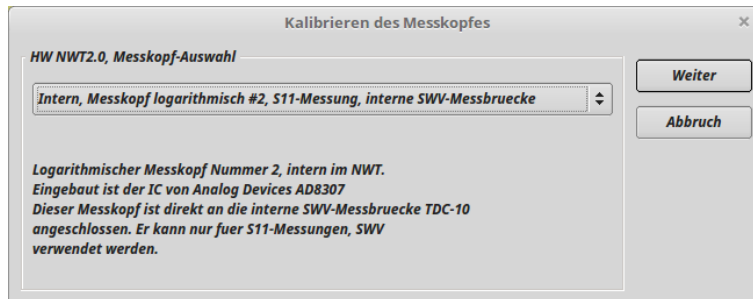 Kalibrieren des Messkopfes
HW NWT2.0, Messkopf-Auswahl
Intern, Messkopf logarithmisch #2, S11-Messung, interne SWV-Messbruecke
Weiter
Abbruch
Logarithmischer Messkopf Nummer 2, intern im NWT.
Eingebaut ist der IC von Analog Devices AD8307
Dieser Messkopf ist direkt an die interne SWV-Messbruecke TDC-10
angeschlossen. Er kann nur fuer S11-Messungen, SWV
verwendet werden.